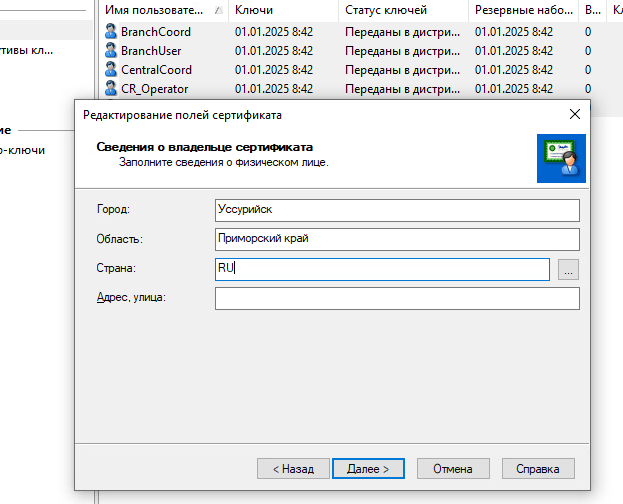 Имя пользовате... Ключи Статус ключей Резервные набо... В... К
BranchCoord 01.01.2025 8:42 Переданы в дистри... 01.01.2025 8:42 0
BranchUser 01.01.2025 8:42 Переданы в дистри... 01.01.2025 8:42 0
CentralCoord 01.01.2025 8:42 Переданы в дистри... 01.01.2025 8:42 0
CR_Operator 01.01.2025 8:42 Переданы в дистри... 01.01.2025 8:42 0
тивы кл...
ие
р-ключи
Редактирование полей сертификата
Сведения о владельце сертификата
Заполните сведения о физическом лице.
Город: Уссурийск
Область: Приморский край
Страна: RU ...
Адрес, улица:
< Назад Далее > Отмена Справка